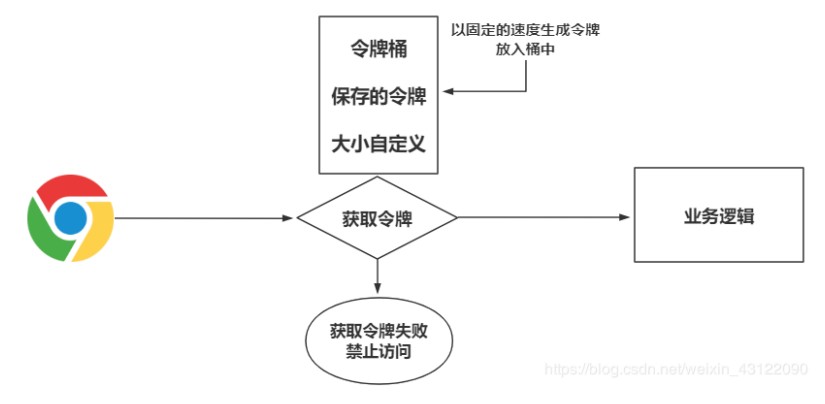 以固定的速度生成令牌
放入桶中
令牌桶
保存的令牌
大小自定义
获取令牌
业务逻辑
获取令牌失败
禁止访问
https://blog.csdn.net/weixin_43122090